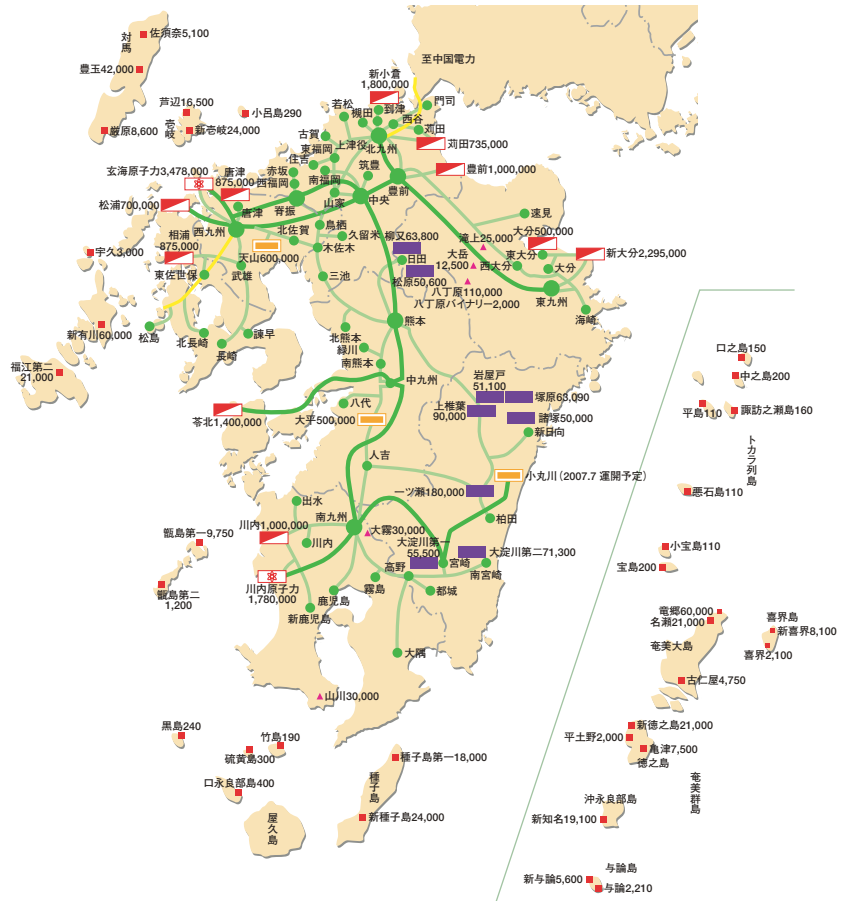 佐須奈5,100
対馬
豊玉42,000
厳原8,600
芦辺16,500
壱岐
新壱岐24,000
小呂島290
至中国電力
新小倉
1,800,000
門司
若松
槻田
到津
西谷
苅田
北九州
苅田735,000
古賀
上津役
東福岡
住吉
赤坂
西福岡
南福岡
筑豊
豊前
豊前1,000,000
玄海原子力3,478,000
唐津
875,000
唐津
脊振
山家
中央
松浦700,000
西九州
相浦
875,000
東佐世保
武雄
北佐賀
天山600,000
鳥栖
久留米
木佐木
三池
柳又63,800
日田
松原50,600
速見
滝上25,000
大岳
12,500
八丁原110,000
八丁原バイナリー2,000
大分500,000
東大分
西大分
大分
新大分2,295,000
東九州
海崎
宇久3,000
新有川60,000
福江第二
21,000
松島
北長崎
長崎
諫早
熊本
北熊本
緑川
南熊本
中九州
八代
苓北1,400,000
大平500,000
岩屋戸
51,100
上椎葉
90,000
塚原63,090
諸塚50,000
新日向
人吉
小丸川(2007.7 運開予定)
一ツ瀬180,000
柏田
出水
南九州
川内1,000,000
川内
大霧30,000
大淀川第一
55,500
宮崎
大淀川第二71,300
南宮崎
高野
霧島
都城
川内原子力
1,780,000
鹿児島
新鹿児島
大隅
山川30,000
甑島第一9,750
甑島第二
1,200
黒島240
竹島190
硫黄島300
口永良部島400
屋久島
種子島
種子島第一18,000
新種子島24,000
口之島150
中之島200
平島110
諏訪之瀬島160
トカラ列島
悪石島110
小宝島110
宝島200
竜郷60,000
名瀬21,000
奄美大島
喜界島
新喜界8,100
喜界2,100
古仁屋4,750
新徳之島21,000
平土野2,000
亀津7,500
徳之島
奄美群島
沖永良部島
新知名19,100
与論島
新与論5,600
与論2,210